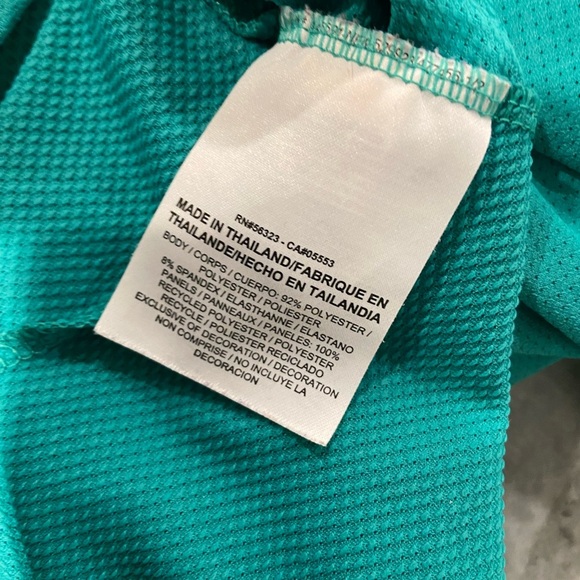 RN#56323 - CA#05553
MADE IN THAILAND/FABRIQUE EN
THAILANDE/HECHO EN TAILANDIA
BODY / CORPS / CUERPO: 92% POLYESTER /
POLYESTER / POLIESTER
8% SPANDEX / ELASTHANNE / ELASTANO
PANELS / PANNEAUX / PANELES: 100%
RECYCLED POLYESTER / POLYESTER
RECYCLE / POLYESTER RECICLADO
EXCLUSIVE OF DECORATION / DECORATION
NON COMPRISE / NO INCLUYE LA
DECORACION